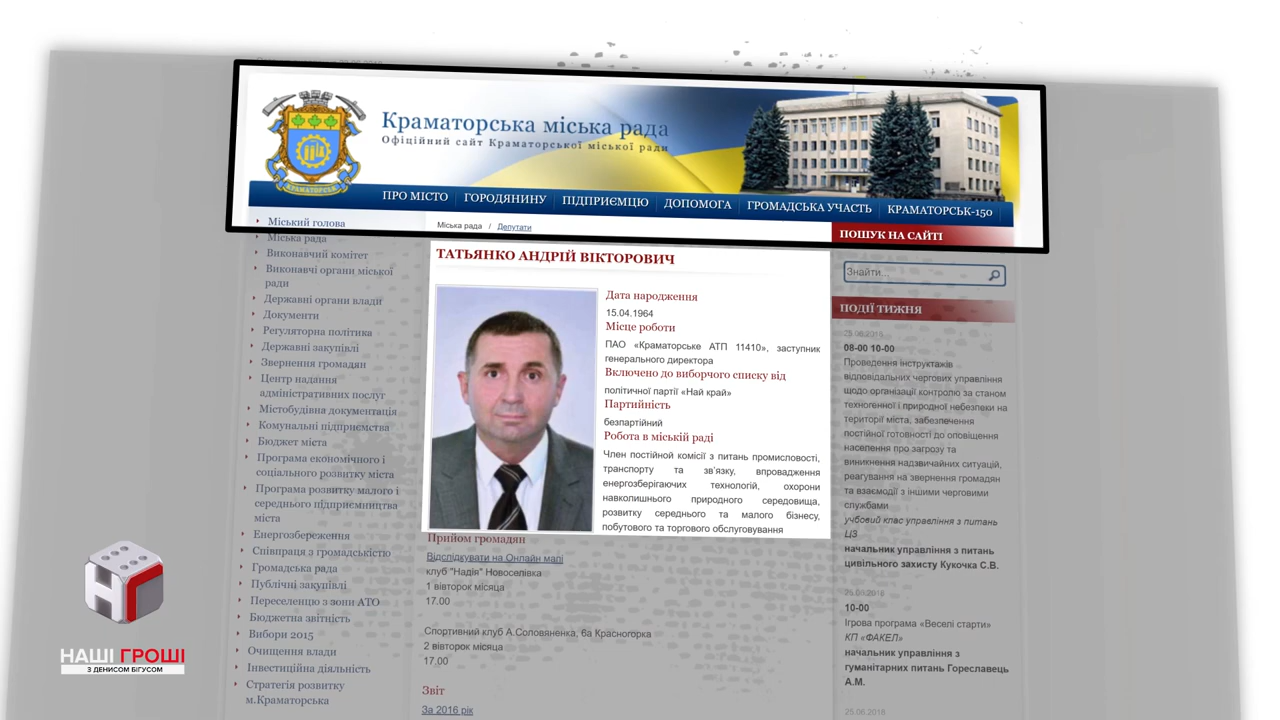 Краматорська міська рада
Офіційний сайт Краматорської міської ради
КРАМАТОРСЬК
ПРО МІСТО ГОРОДЯНИНУ ПІДПРИЄМЦЮ ДОПОМОГА ГРОМАДСЬКА УЧАСТЬ КРАМАТОРСЬК-150
Міський голова
Міська рада
Виконавчий комітет
Виконавчі органи міської
ради
Державні органи влади
Документи
Регуляторна політика
Державні закупівлі
Звернення громадян
Центр надання
адміністративних послуг
Містобудівна документація
Комунальні підприємства
Бюджет міста
Програма економічного і
соціального розвитку міста
Програма розвитку малого і
середнього підприємництва
міста
Енергозбереження
Співпраця з громадськістю
Громадська рада
Публічні закупівлі
Переселенцю з зони АТО
Бюджетна звітність
Вибори 2015
Очищення влади
Інвестиційна діяльність
Стратегія розвитку
м.Краматорська
Міська рада / Депутати
ТАТЬЯНКО АНДРІЙ ВІКТОРОВИЧ
Дата народження
15.04.1964
Місце роботи
ПАО «Краматорське АТП 11410», заступник
генерального директора
Включено до виборчого списку від
політичної партії «Най край»
Партийність
безпартійний
Робота в міській раді
Член постійної комісії з питань промисловості,
транспорту та зв'язку, впровадження
енергозберігаючих технологій, охорони
навколишнього природного середовища,
розвитку середнього та малого бізнесу,
побутового та торгового обслуговування
Прийом громадян
Відслідкувати на Онлайн мапі
клуб "Надія" Новоселівка
1 вівторок місяца
17.00
Спортивний клуб А.Соловяненка, 6а Красногорка
2 вівторок місяца
17.00
Звіт
За 2016 рік
ПОШУК НА САЙТІ
Знайти...
ПОДІЇ ТИЖНЯ
08-00 10-00
Проведення інструктажів
відповідальних чергових управління
щодо організації контролю за станом
техногенної і природної небезпеки на
території міста, забезпечення
постійної готовності до оповіщення
населення про загрозу та
виникнення надзвичайних ситуацій,
реагування на звернення громадян
та взаємодії з іншими черговими
службами
учбовий клас управління з питань
ЦЗ
начальник управління з питань
цивільного захисту Кукочка С.В.
10-00
Ігрова програма «Веселі старти»
КП «ФАКЕЛ»
начальник управління з
гуманітарних питань Гореславець
А.М.
25.06.2018
НАШІ ГРОШІ
З ДЕНИСОМ БІГУСОМ